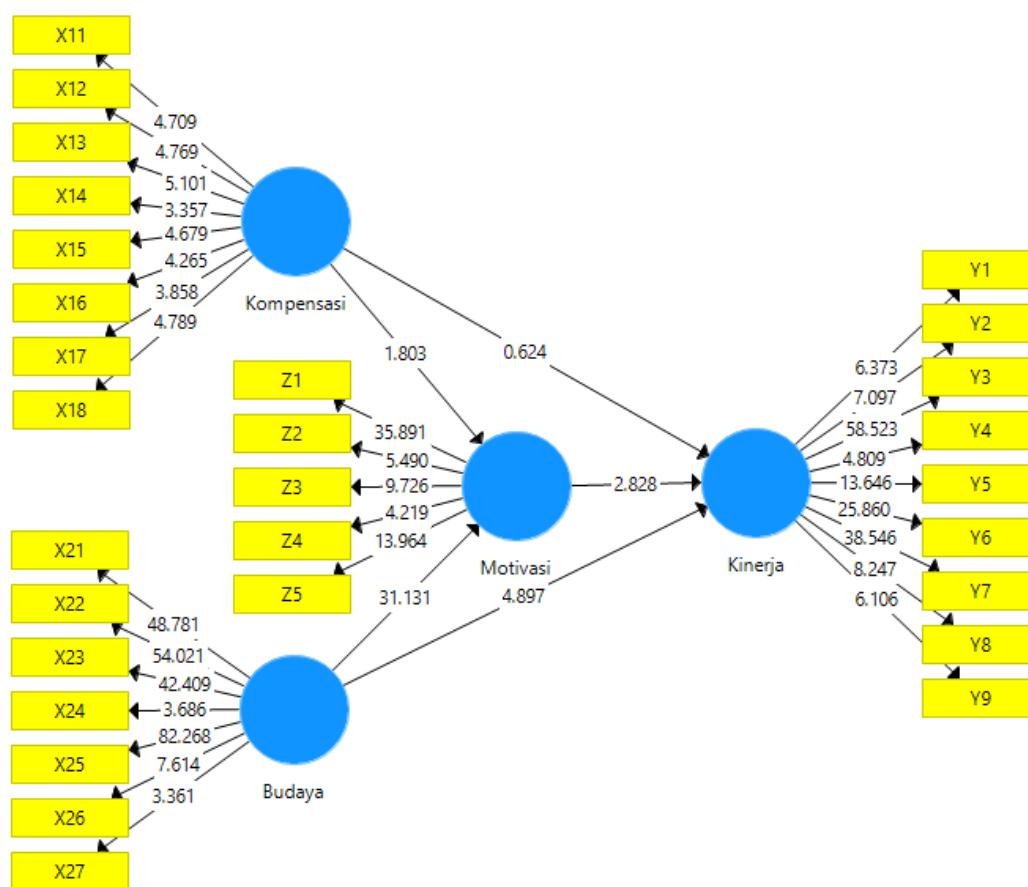 X11
X12
X13
X14
X15
X16
X17
X18
4.709
4.769
5.101
3.357
4.679
4.265
3.858
4.789
Kompensasi
1.803
0.624
Z1
Z2
Z3
Z4
Z5
35.891
5.490
9.726
4.219
13.964
Motivasi
2.828
31.131
4.897
X21
X22
X23
X24
X25
X26
X27
48.781
54.021
42.409
3.686
82.268
7.614
3.361
Budaya
Kinerja
6.373
7.097
58.523
4.809
13.646
25.860
38.546
8.247
6.106
Y1
Y2
Y3
Y4
Y5
Y6
Y7
Y8
Y9